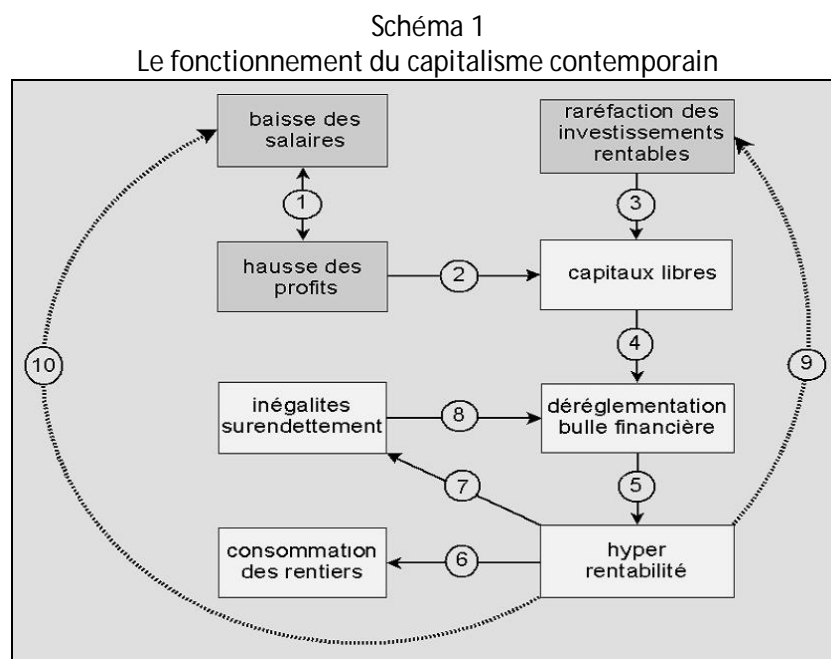 Schéma 1
Le fonctionnement du capitalisme contemporain
baisse des
salaires
raréfaction des
investissements
rentables
1
3
hausse des
profits
2
capitaux libres
4
10
9
inégalites
surendettement
8
déréglementation
bulle financière
7
5
consommation
des rentiers
6
hyper
rentabilité